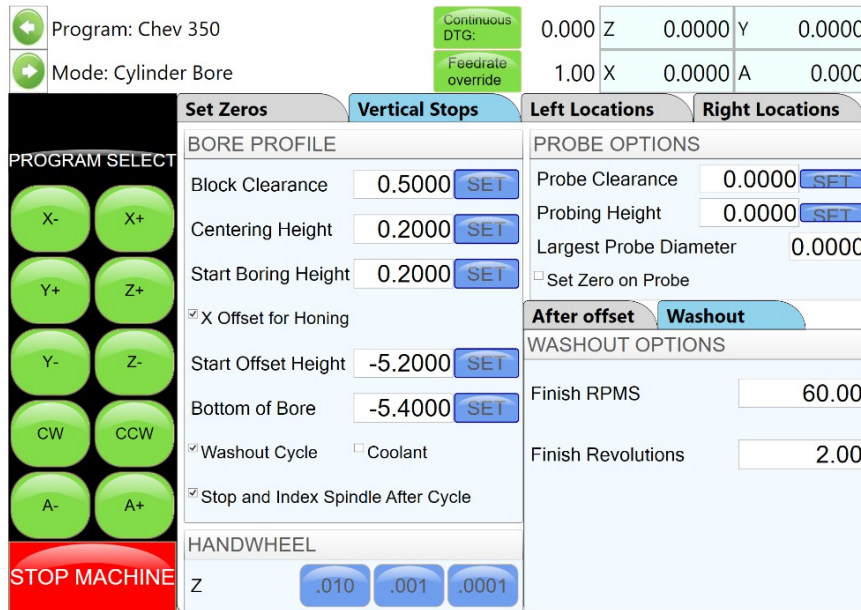 Program: Chev 350
Continuous DTG:
0.000 Z 0.0000 Y 0.0000
Mode: Cylinder Bore
Feedrate override
1.00 X 0.0000 A 0.000
PROGRAM SELECT
X- X+
Y+ Z+
Y- Z-
CW CCW
A- A+
STOP MACHINE
Set Zeros Vertical Stops Left Locations Right Locations
BORE PROFILE
Block Clearance 0.5000 SET
Centering Height 0.2000 SET
Start Boring Height 0.2000 SET
X Offset for Honing
Start Offset Height -5.2000 SET
Bottom of Bore -5.4000 SET
Washout Cycle Coolant
Stop and Index Spindle After Cycle
HANDWHEEL
Z .010 .001 .0001
PROBE OPTIONS
Probe Clearance 0.0000 SET
Probing Height 0.0000 SET
Largest Probe Diameter 0.0000
Set Zero on Probe
After offset Washout
WASHOUT OPTIONS
Finish RPMS 60.00
Finish Revolutions 2.00